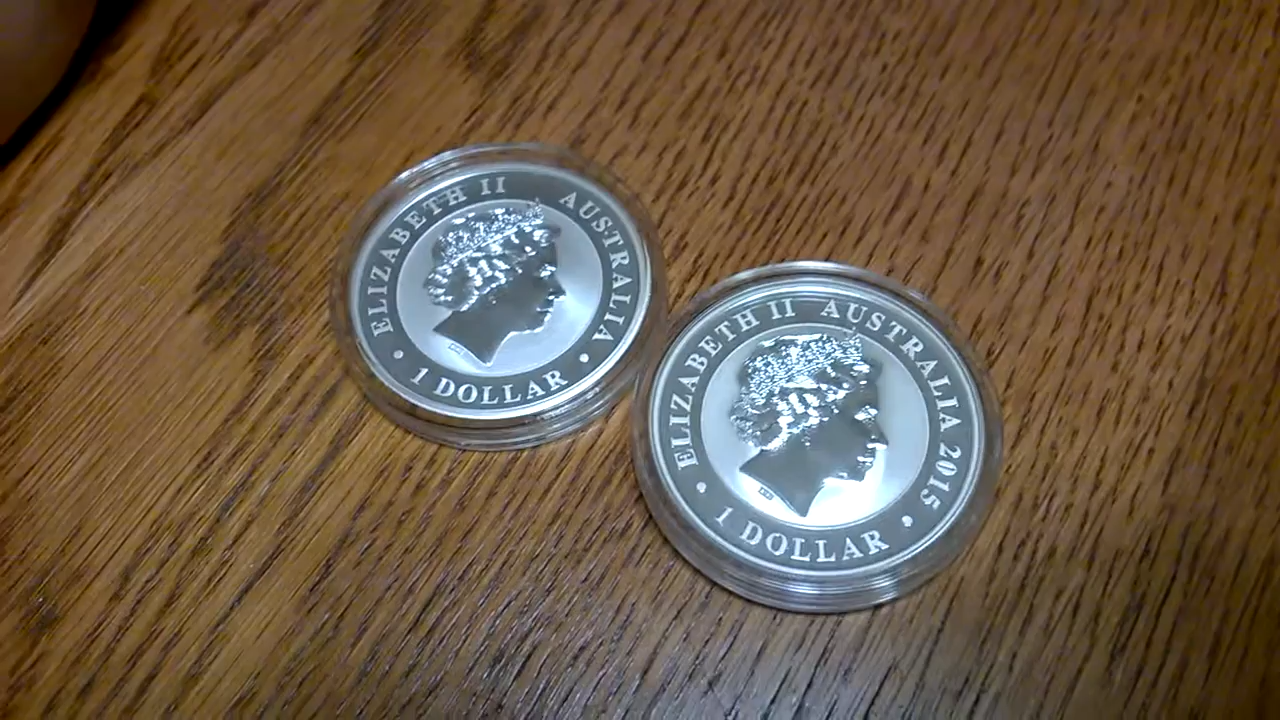 ELIZABETH II AUSTRALIA
1 DOLLAR
ELIZABETH II AUSTRALIA 2015
1 DOLLAR